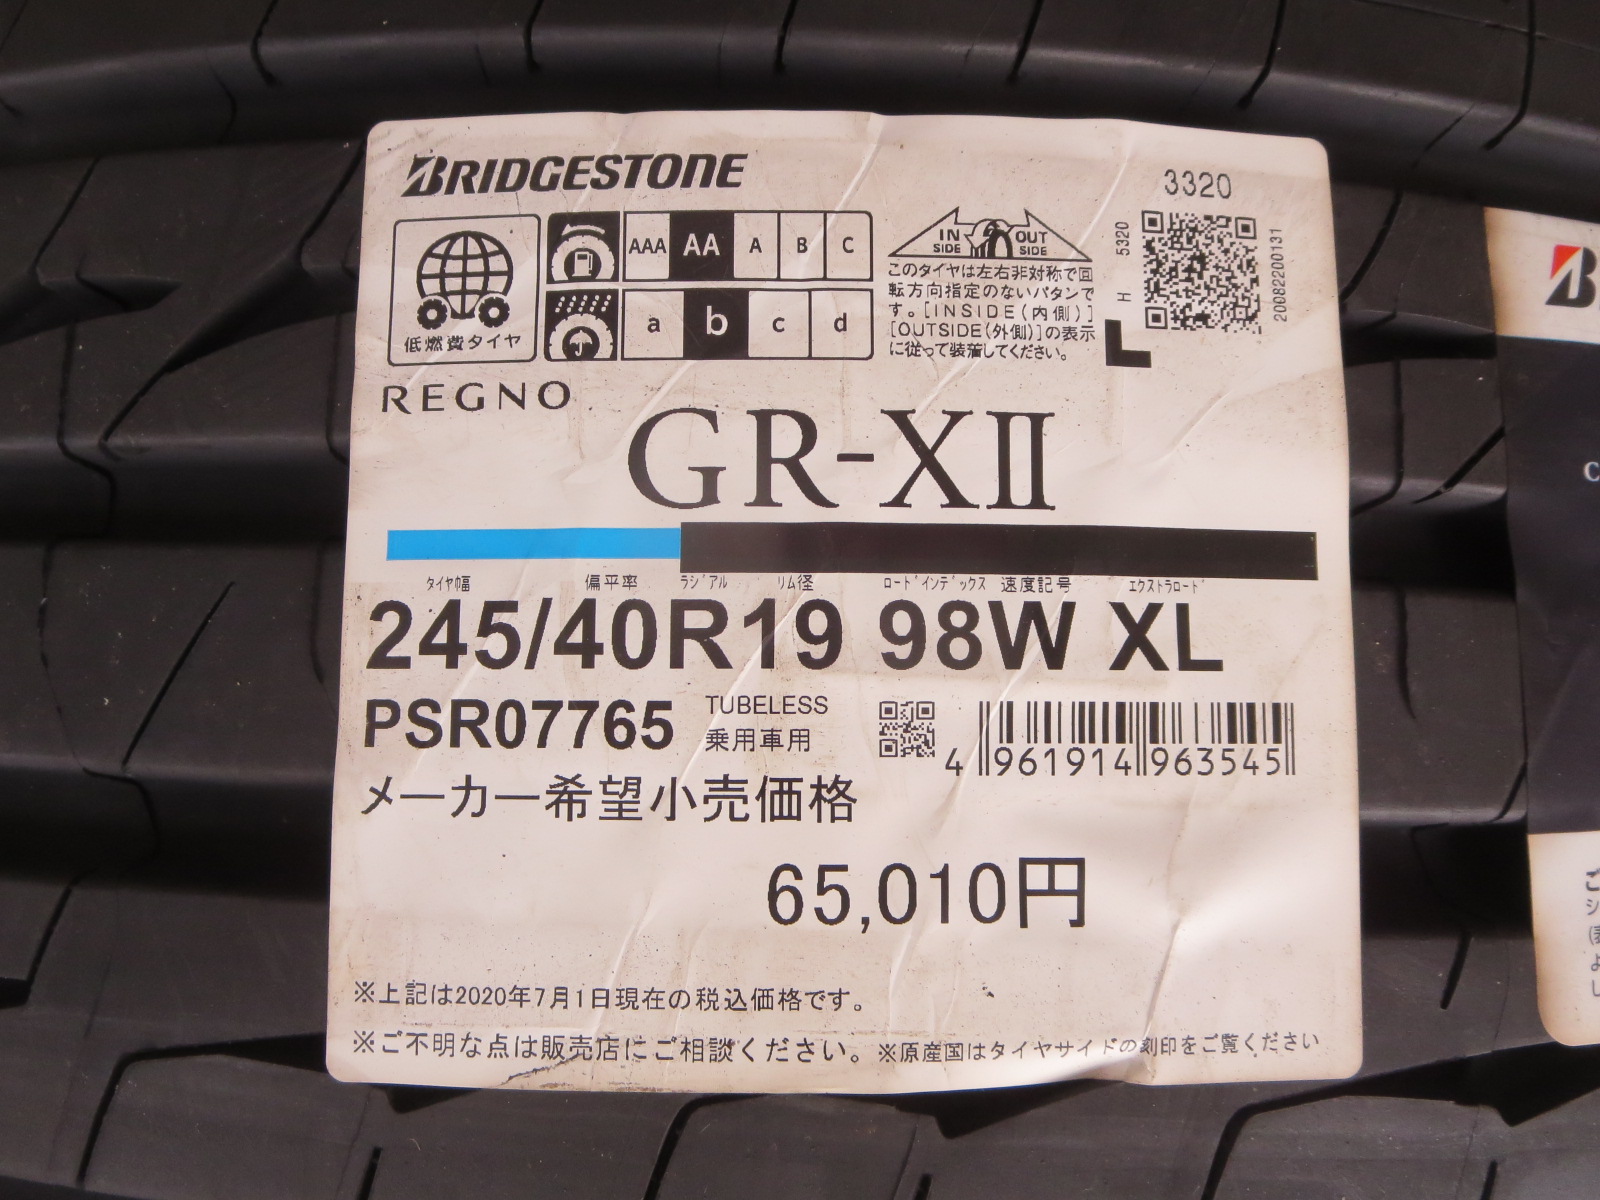 BRIDGESTONE
3320
低燃費タイヤ
AAA AA A B C
a b c d
IN SIDE OUT SIDE
このタイヤは左右非対称で回
転方向指定のないパタンで
す。[INSIDE(内側)]
[OUTSIDE(外側)]の表示
に従って装着してください。
5320
H
L
20082200131
REGNO
GR-XII
タイヤ幅 偏平率 ラジアル リム径 ロードインデックス 速度記号 エクストラロード
245/40R19 98W XL
PSR07765
TUBELESS
乗用車用
4 961914 963545
メーカー希望小売価格
65,010円
※上記は2020年7月1日現在の税込価格です。
※ご不明な点は販売店にご相談ください。 ※原産国はタイヤサイドの刻印をご覧ください